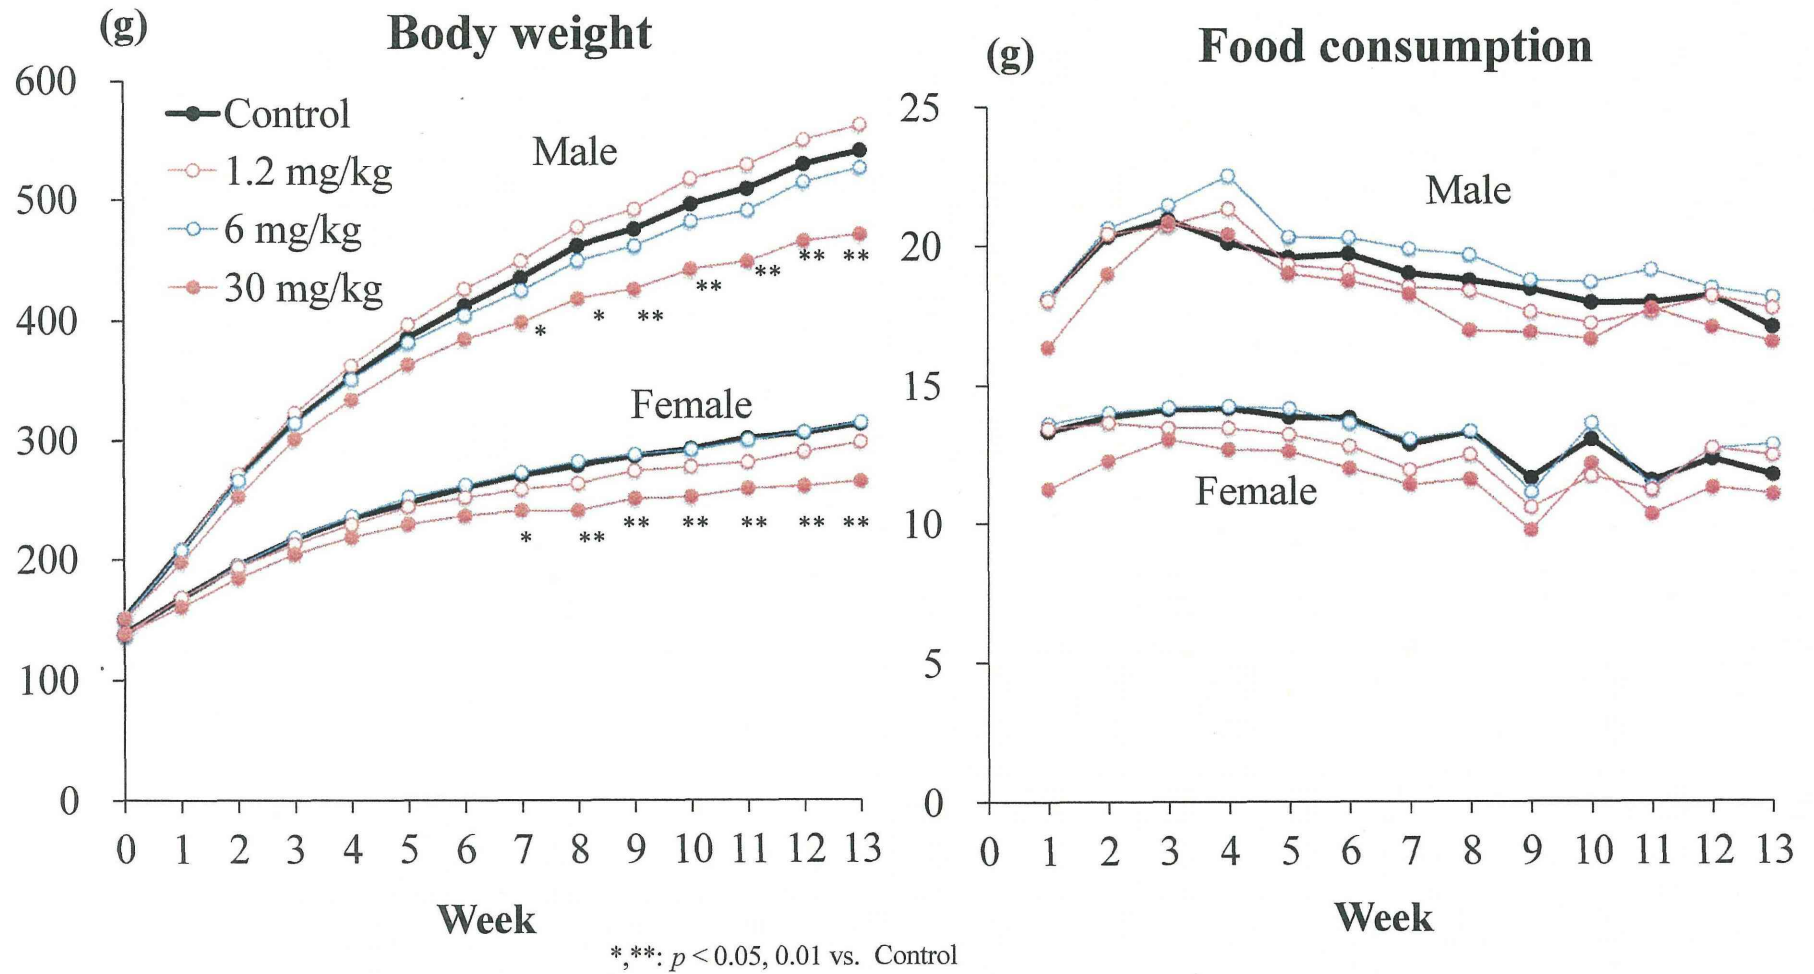 (g) Body weight
600
500
400
300
200
100
0
Control
1.2 mg/kg
6 mg/kg
30 mg/kg
Male
** **
**
**
* **
*
Female
* ** ** ** ** ** **
0 1 2 3 4 5 6 7 8 9 10 11 12 13
Week
(g) Food consumption
25
20
15
10
5
0
Male
Female
0 1 2 3 4 5 6 7 8 9 10 11 12 13
Week
*,**: p < 0.05, 0.01 vs. Control